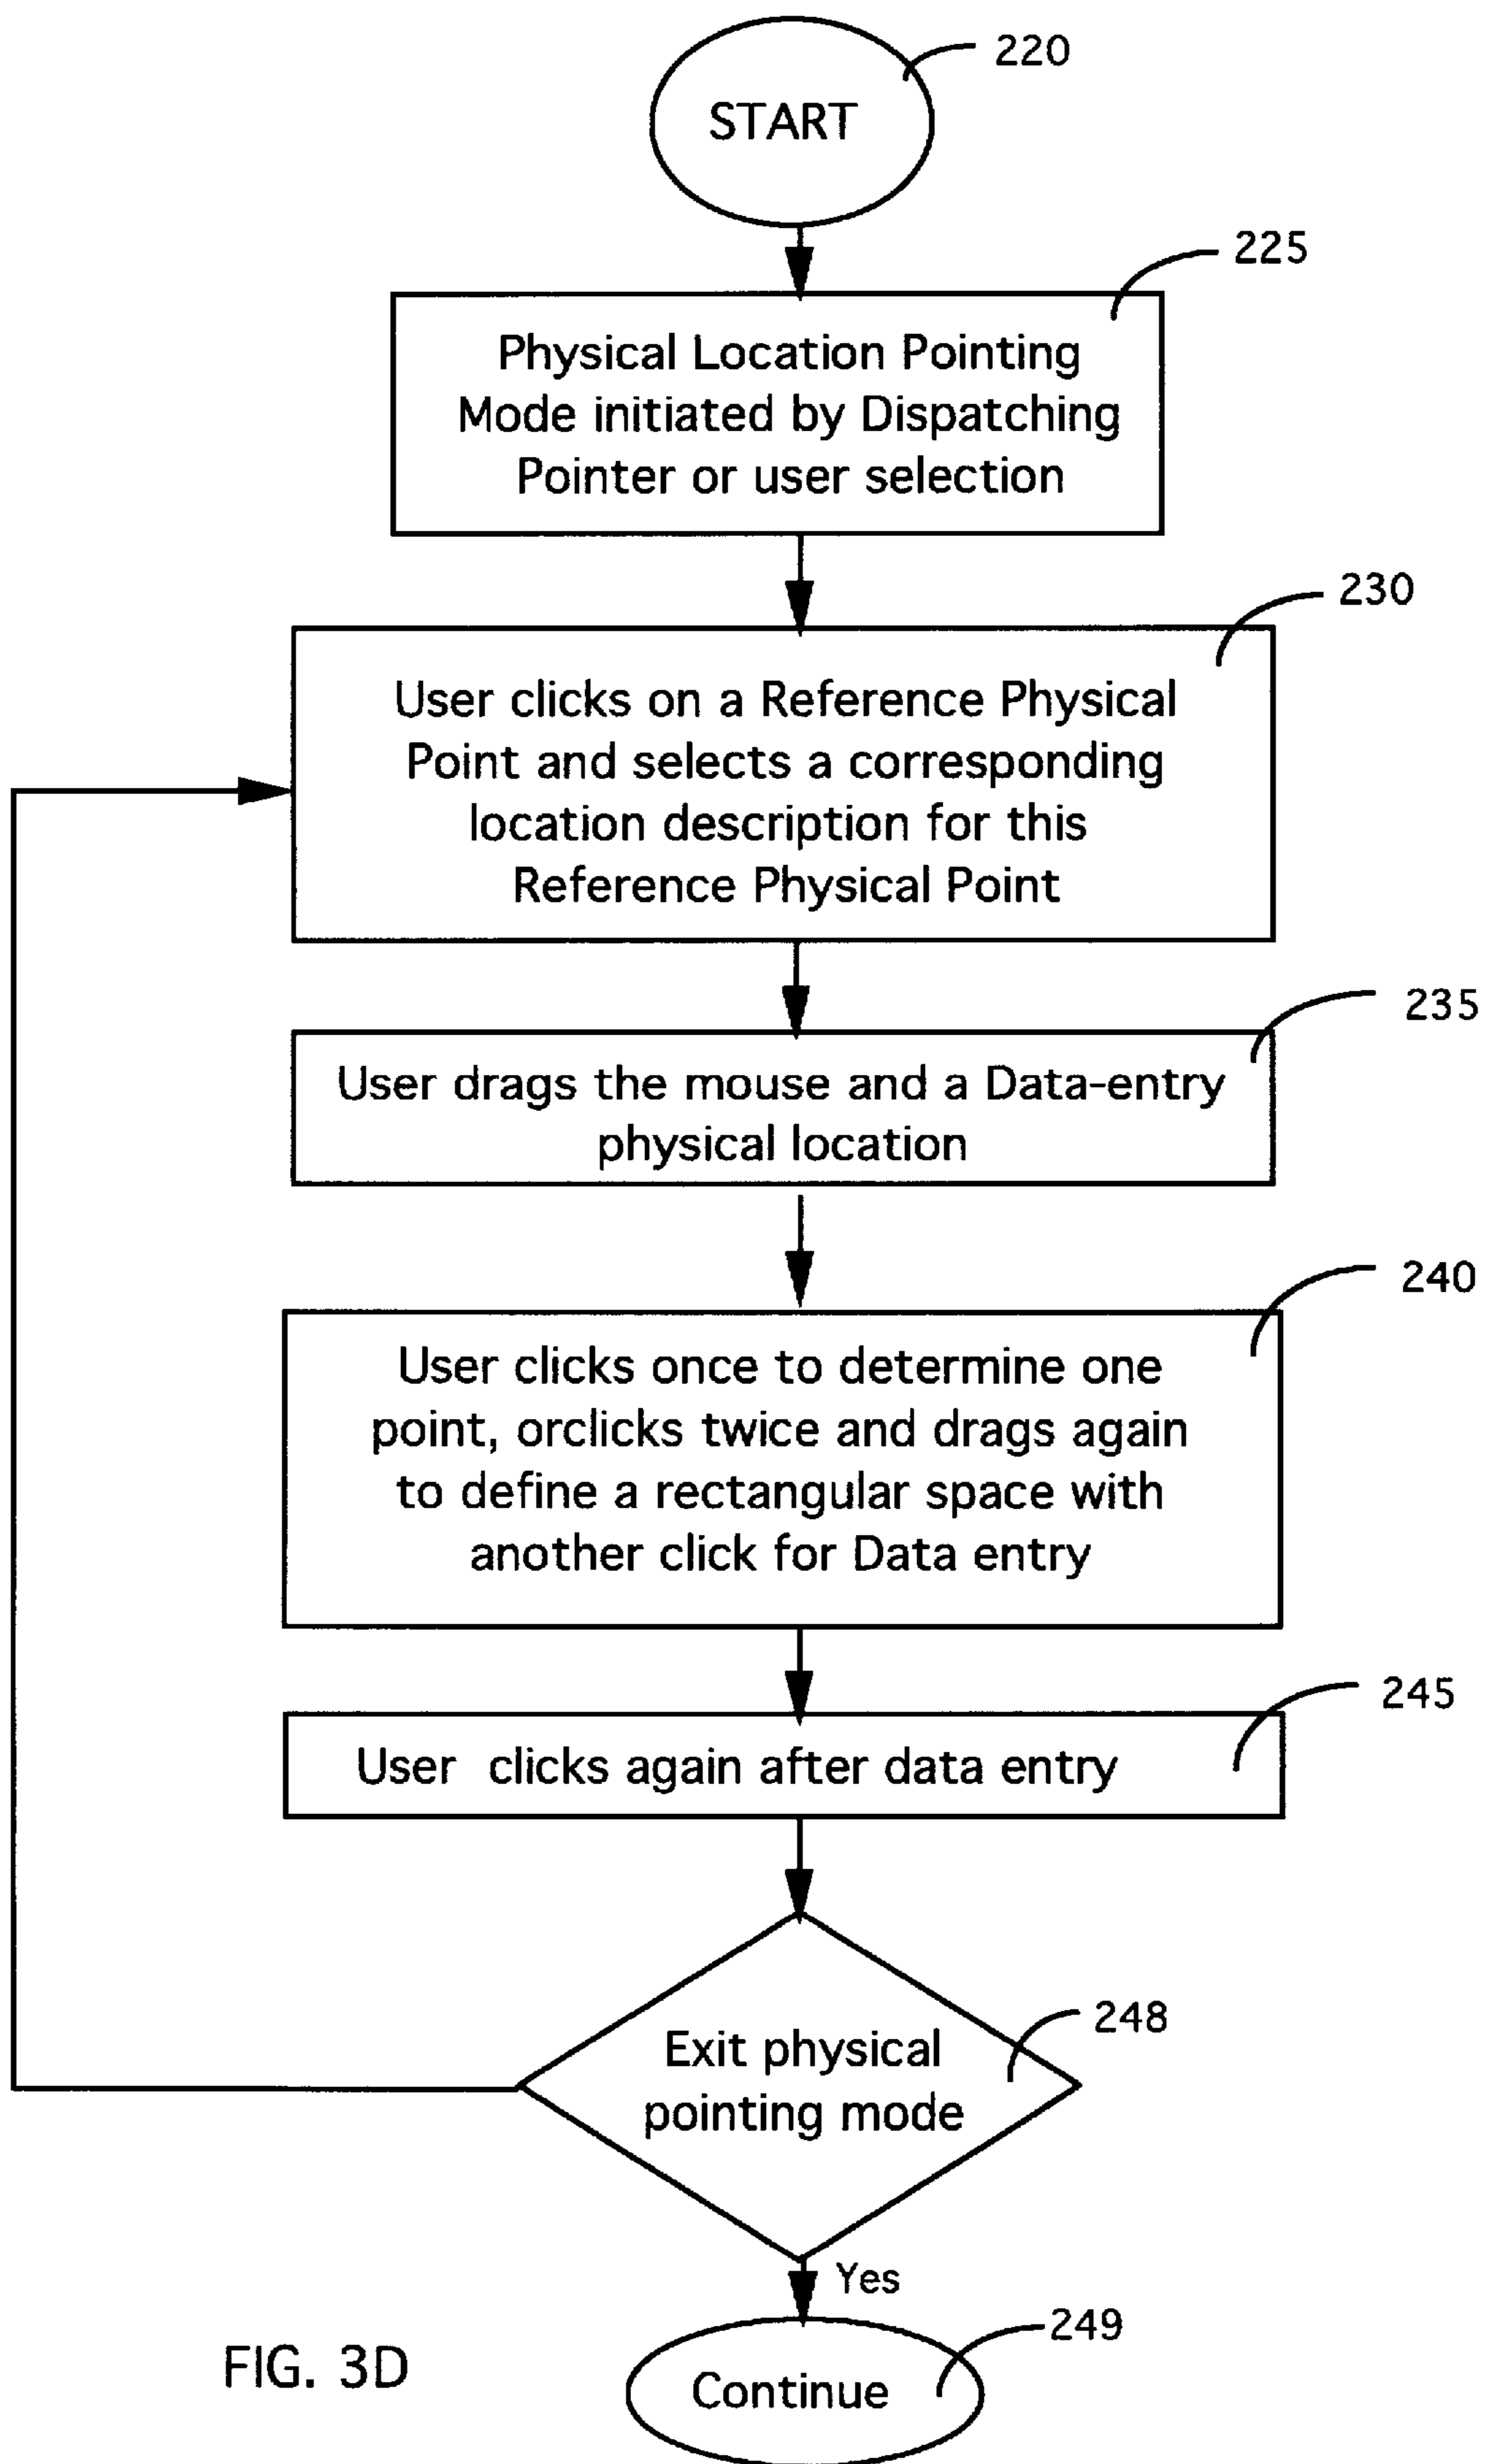 220
START
225
Physical Location Pointing
Mode initiated by Dispatching
Pointer or user selection
230
User clicks on a Reference Physical
Point and selects a corresponding
location description for this
Reference Physical Point
235
User drags the mouse and a Data-entry
physical location
240
User clicks once to determine one
point, orclicks twice and drags again
to define a rectangular space with
another click for Data entry
245
User clicks again after data entry
248
Exit physical
pointing mode
Yes
249
Continue
FIG. 3D